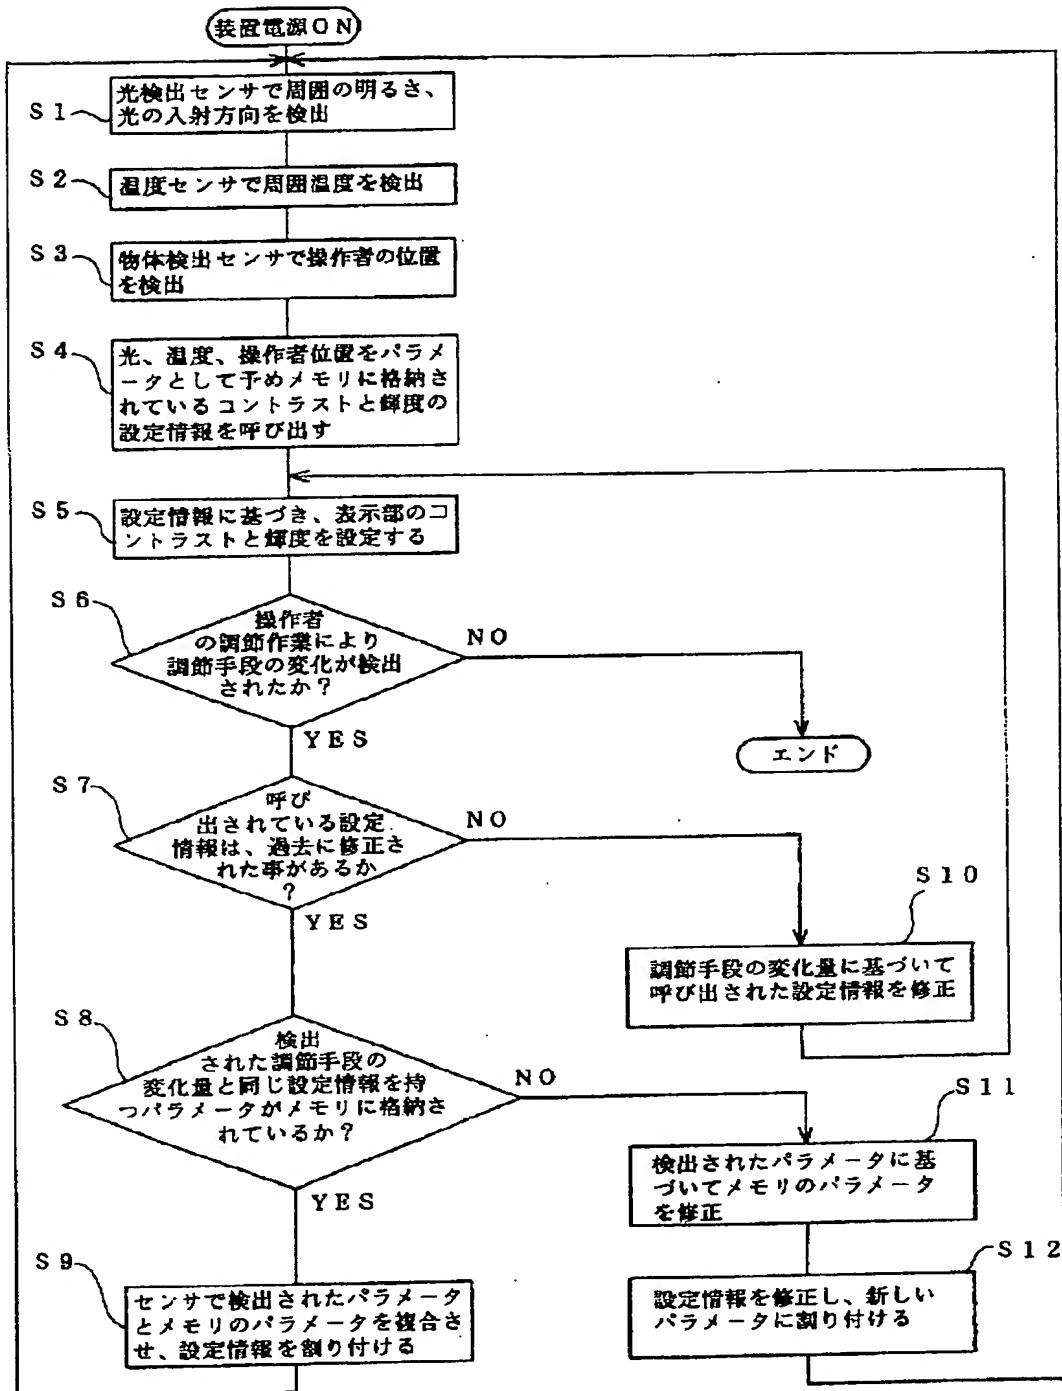 装置電源ON
S1
光検出センサで周囲の明るさ、
光の入射方向を検出
S2
温度センサで周囲温度を検出
S3
物体検出センサで操作者の位置
を検出
S4
光、温度、操作者位置をパラメ
ータとして予めメモリに格納さ
れているコントラストと輝度の
設定情報を呼び出す
S5
設定情報に基づき、表示部のコ
ントラストと輝度を設定する
S6
操作者
の調節作業により
調節手段の変化が検出
されたか?
NO
YES
エンド
S7
呼び
出されている設定
情報は、過去に修正さ
れた事があるか
?
NO
YES
S10
調節手段の変化量に基づいて
呼び出された設定情報を修正
S8
検出
された調節手段の
変化量と同じ設定情報を持
つパラメータがメモリに格納さ
れているか?
NO
YES
S11
検出されたパラメータに基
づいてメモリのパラメータ
を修正
S12
設定情報を修正し、新しい
パラメータに割り付ける
S9
センサで検出されたパラメータ
とメモリのパラメータを複合さ
せ、設定情報を割り付ける